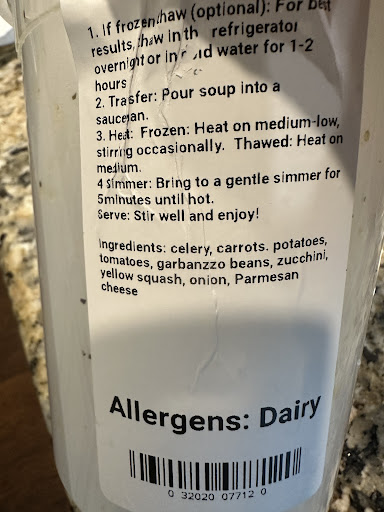 1. If frozen/thaw (optional): For best
results, thaw in th refrigerator
overnight or in cold water for 1-2
hours
2. Trasfer: Pour soup into a
saucepan.
3. Heat: Frozen: Heat on medium-low,
stirring occasionally. Thawed: Heat on
medium.
4 Simmer: Bring to a gentle simmer for
5minutes until hot.
Serve: Stir well and enjoy!
Ingredients: celery, carrots. potatoes,
tomatoes, garbanzzo beans, zucchini,
yellow squash, onion, Parmesan
cheese
Allergens: Dairy
0 32020 07712 0